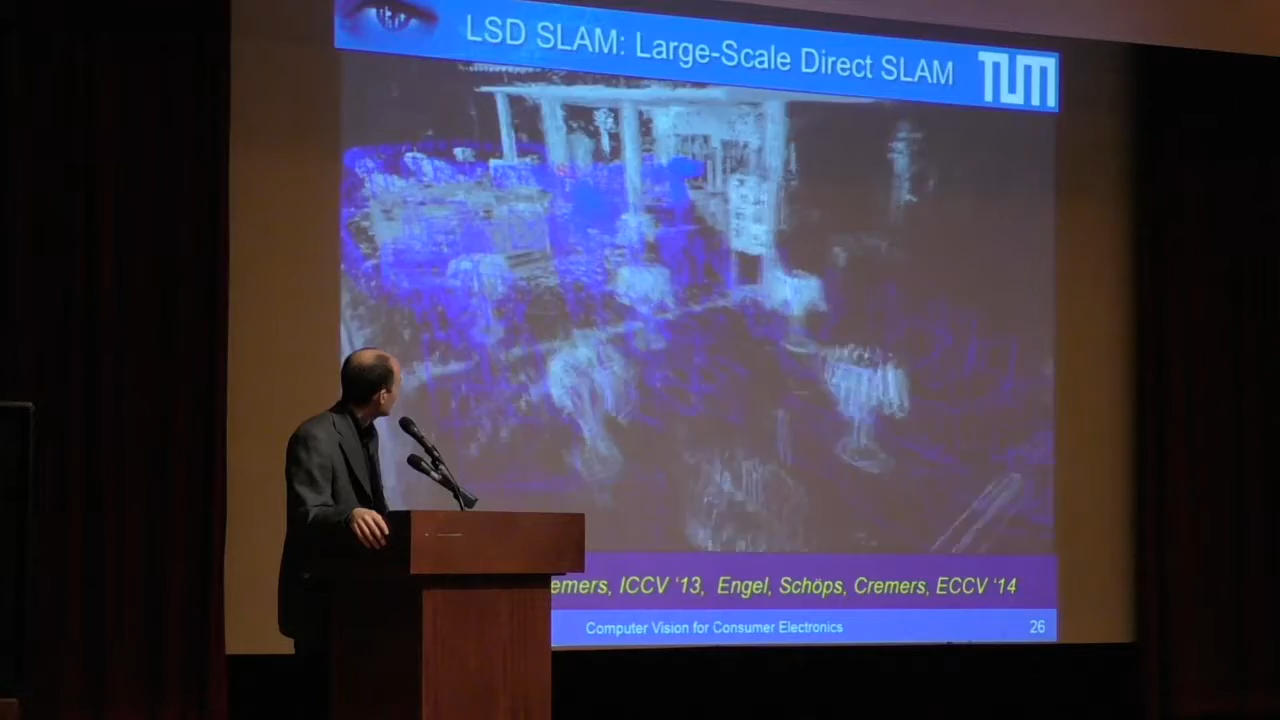 LSD SLAM: Large-Scale Direct SLAM
TUM
emers, ICCV ‘13, Engel, Schöps, Cremers, ECCV ‘14
Computer Vision for Consumer Electronics
26